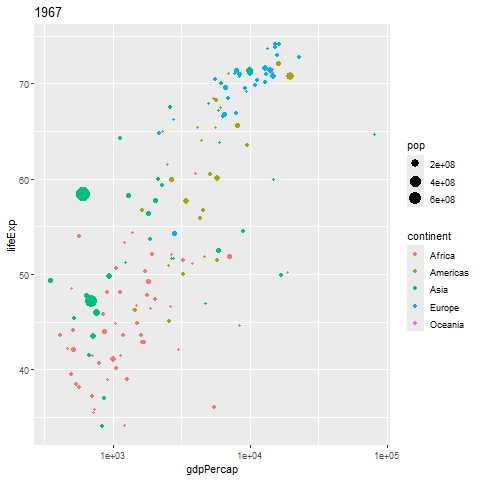 1967
lifeExp
70
60
50
40
1e+03
1e+04
1e+05
gdpPercap
pop
2e+08
4e+08
6e+08
continent
Africa
Americas
Asia
Europe
Oceania